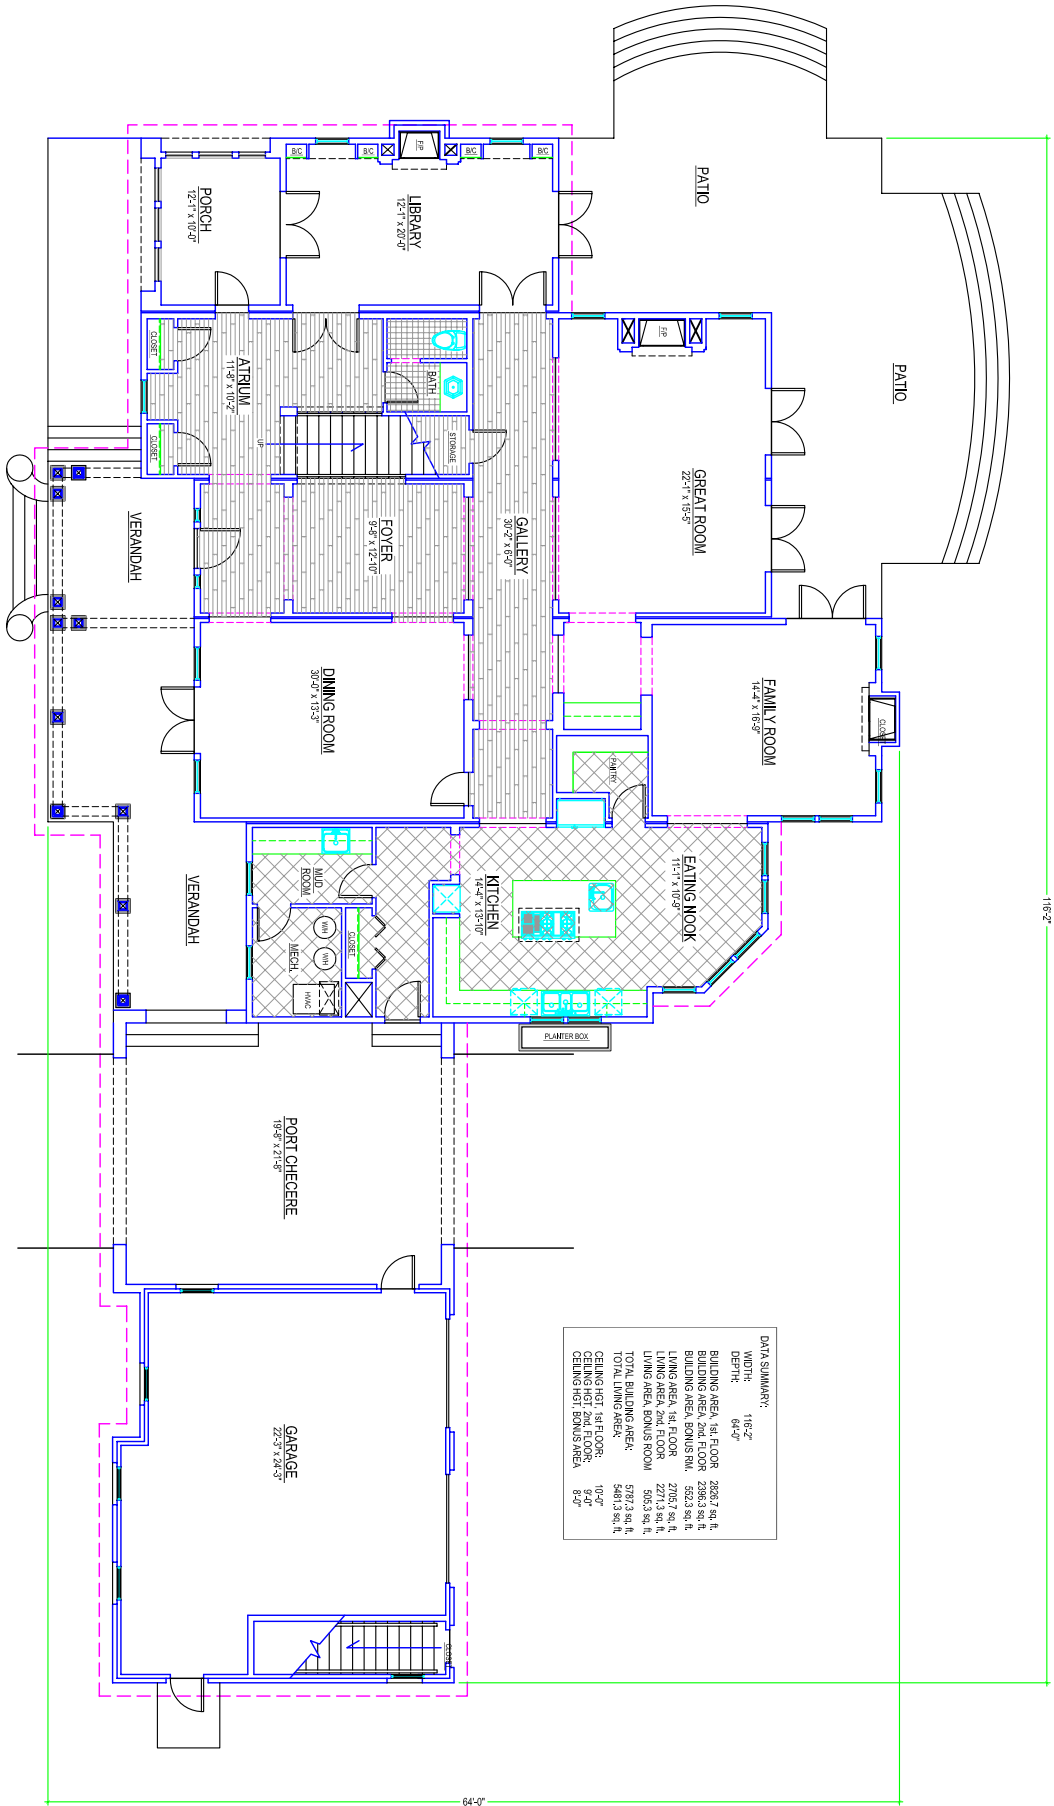 PATIO
PATIO
116'-2"
64'-0"
F/P
B/C
B/C
B/C
B/C
LIBRARY
12'-1" x 20'-0"
PORCH
12'-1" x 10'-0"
CLOSET
CLOSET
ATRIUM
11'-8" x 10'-2"
BATH
UP
STORAGE
F/P
GREAT ROOM
22'-1" x 15'-5"
GALLERY
30'-2" x 6'-0"
FOYER
9'-8" x 12'-10"
VERANDAH
DINING ROOM
30'-0" x 13'-3"
FAMILY ROOM
14'-4" x 16'-9"
CLOSET
PANTRY
EATING NOOK
11'-1" x 10'-9"
KITCHEN
14'-4" x 13'-10"
MUD
ROOM
MECH.
W/H
W/H
HVAC
CLOSET
VERANDAH
PLANTER BOX
PORT CHECERE
19'-8" x 21'-8"
GARAGE
22'-3" x 24'-3"
CLOSET
DATA SUMMARY:
WIDTH: 116'-2"
DEPTH: 64'-0"
BUILDING AREA, 1st. FLOOR 2826.7 sq. ft.
BUILDING AREA, 2nd. FLOOR 2396.3 sq. ft.
BUILDING AREA, BONUS RM. 552.3 sq. ft.
LIVING AREA, 1st. FLOOR 2705.7 sq. ft.
LIVING AREA, 2nd. FLOOR 2271.3 sq. ft.
LIVING AREA, BONUS ROOM 505.3 sq. ft.
TOTAL BUILDING AREA: 5787.3 sq. ft.
TOTAL LIVING AREA: 5481.3 sq. ft.
CEILING HGT, 1st FLOOR: 10'-0"
CEILING HGT, 2nd. FLOOR: 9'-0"
CEILING HGT, BONUS AREA 8'-0"